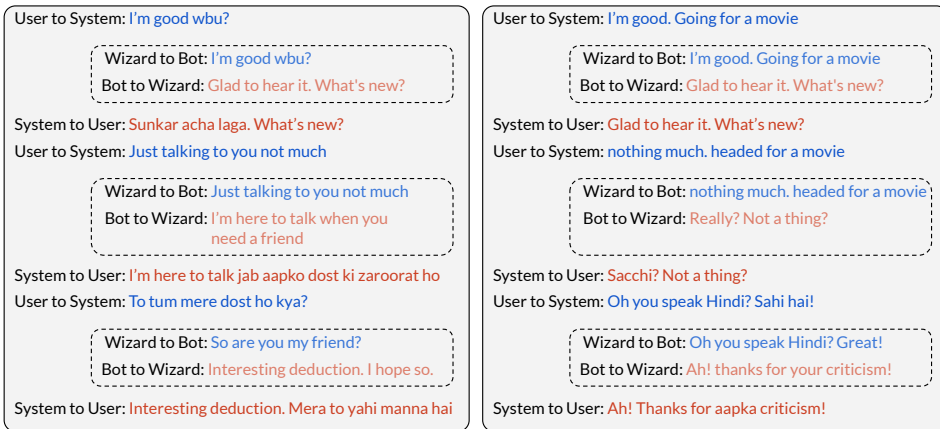 User to System: I'm good wbu?
Wizard to Bot: I'm good wbu?
Bot to Wizard: Glad to hear it. What's new?
System to User: Sunkar acha laga. What's new?
User to System: Just talking to you not much
Wizard to Bot: Just talking to you not much
Bot to Wizard: I'm here to talk when you
need a friend
System to User: I'm here to talk jab aapko dost ki zaroorat ho
User to System: To tum mere dost ho kya?
Wizard to Bot: So are you my friend?
Bot to Wizard: Interesting deduction. I hope so.
System to User: Interesting deduction. Mera to yahi manna hai
User to System: I'm good. Going for a movie
Wizard to Bot: I'm good. Going for a movie
Bot to Wizard: Glad to hear it. What's new?
System to User: Glad to hear it. What's new?
User to System: nothing much. headed for a movie
Wizard to Bot: nothing much. headed for a movie
Bot to Wizard: Really? Not a thing?
System to User: Sacchi? Not a thing?
User to System: Oh you speak Hindi? Sahi hai!
Wizard to Bot: Oh you speak Hindi? Great!
Bot to Wizard: Ah! thanks for your criticism!
System to User: Ah! Thanks for aapka criticism!